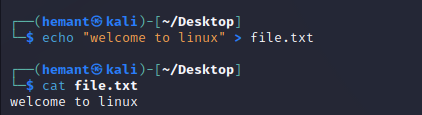 ┌──(hemant㉿kali)-[~/Desktop]
└─$ echo "welcome to linux" > file.txt
┌──(hemant㉿kali)-[~/Desktop]
└─$ cat file.txt
welcome to linux